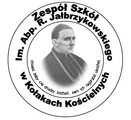 Zespół Szkół
Im. Abp. R. Jałbrzykowskiego
w Kołakach Kościelnych